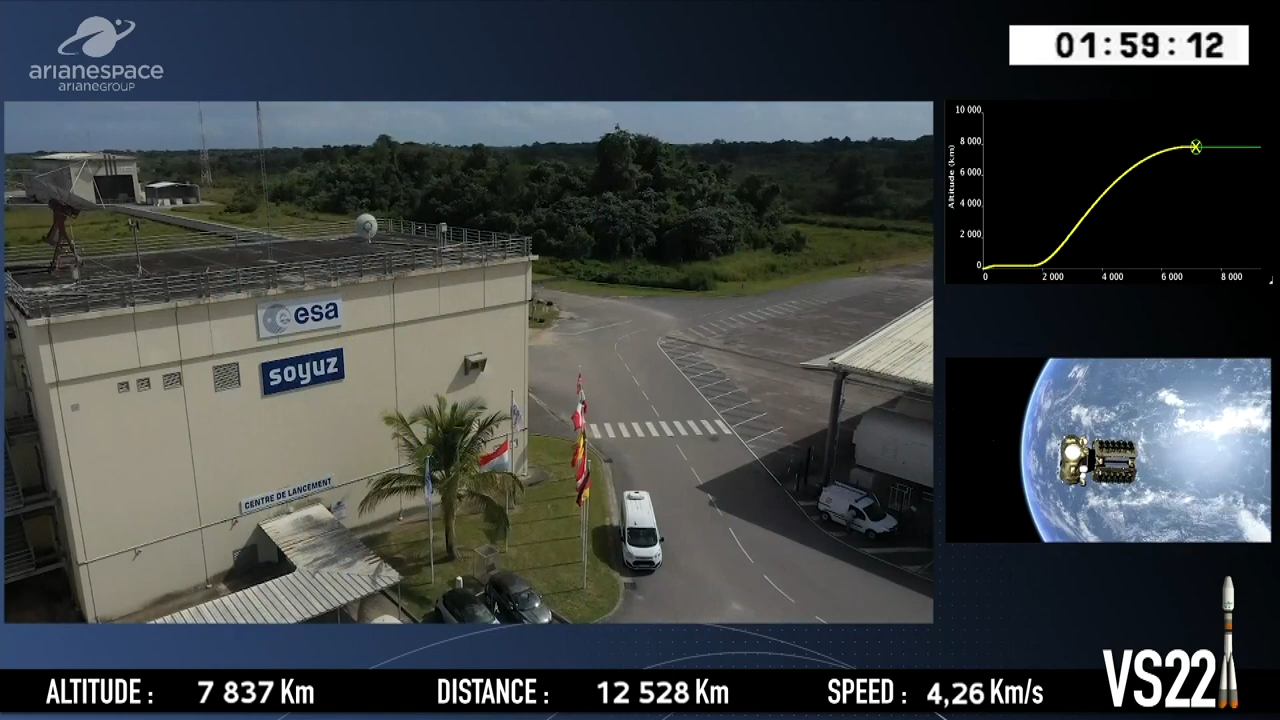 arianespace
arianeGROUP
01:59:12
10 000
8 000
6 000
4 000
2 000
0
Altitude (km)
0 2 000 4 000 6 000 8 000
esa
soyuz
CENTRE DE LANCEMENT
ALTITUDE : 7 837 Km DISTANCE : 12 528 Km SPEED : 4,26 Km/s
VS22